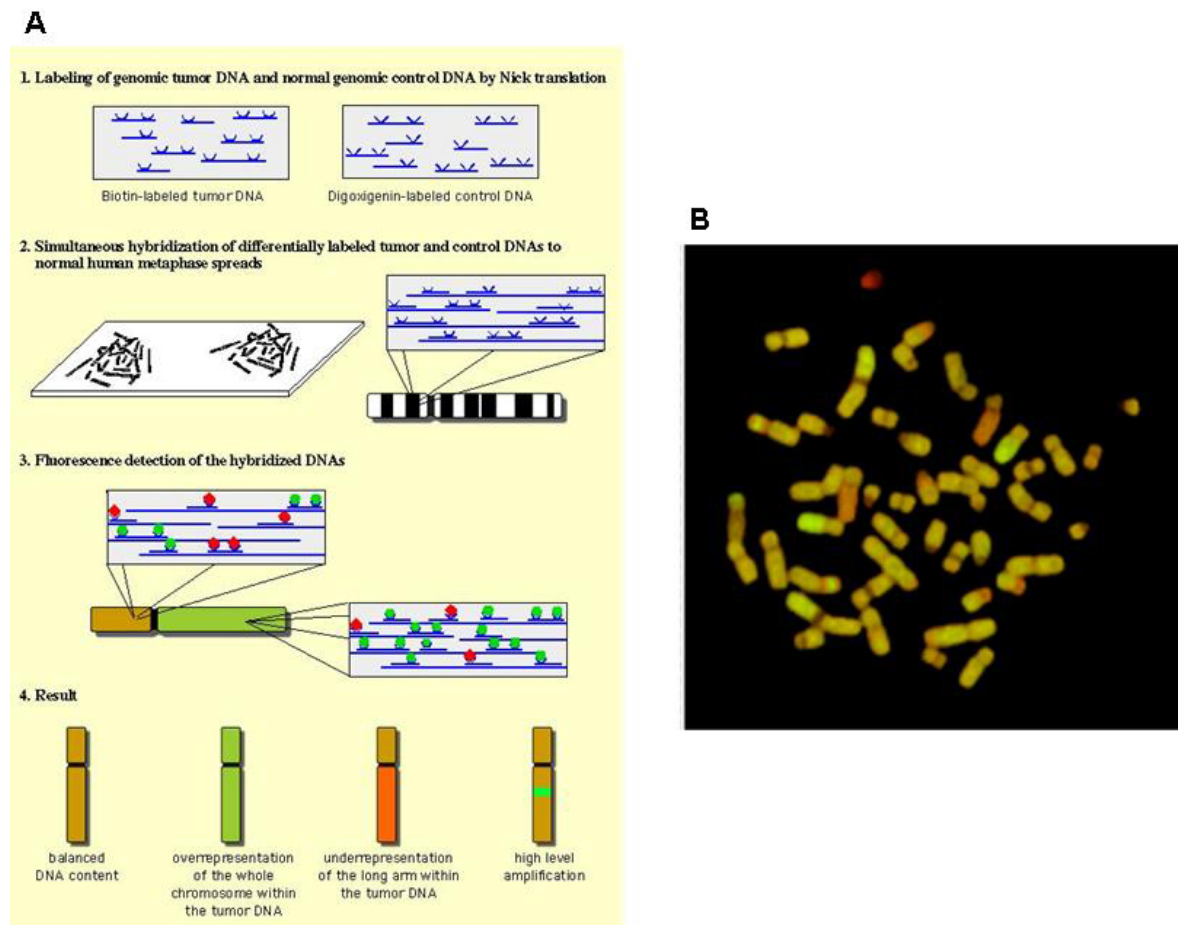 A
1. Labeling of genomic tumor DNA and normal genomic control DNA by Nick translation
Biotin-labeled tumor DNA
Digoxigenin-labeled control DNA
2. Simultaneous hybridization of differentially labeled tumor and control DNAs to
normal human metaphase spreads
3. Fluorescence detection of the hybridized DNAs
4. Result
balanced
DNA content
overrepresentation
of the whole
chromosome within
the tumor DNA
underrepresentation
of the long arm within
the tumor DNA
high level
amplification
B